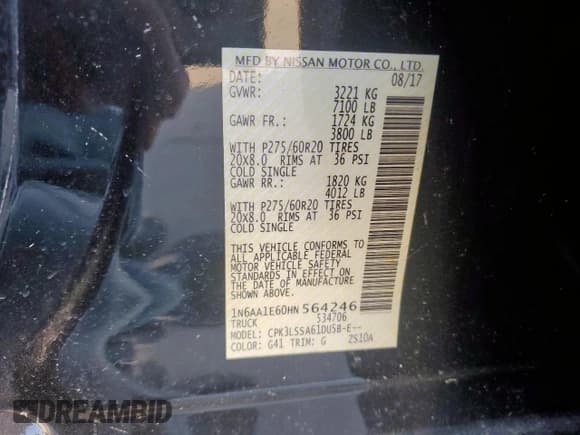 MFD BY NISSAN MOTOR CO., LTD.
DATE: 08/17
GVWR: 3221 KG
7100 LB
GAWR FR.: 1724 KG
3800 LB
WITH P275/60R20 TIRES
20X8.0 RIMS AT 36 PSI
COLD SINGLE
GAWR RR.: 1820 KG
4012 LB
WITH P275/60R20 TIRES
20X8.0 RIMS AT 36 PSI
COLD SINGLE
THIS VEHICLE CONFORMS TO
ALL APPLICABLE FEDERAL
MOTOR VEHICLE SAFETY
STANDARDS IN EFFECT ON
THE DATE OF MANUFACTURE
SHOWN ABOVE.
1N6AA1E60HN564246
TRUCK 534706
MODEL: CPK3LSSA61DU5B-E--
COLOR: G41 TRIM: G 2S10A
DREAMBID